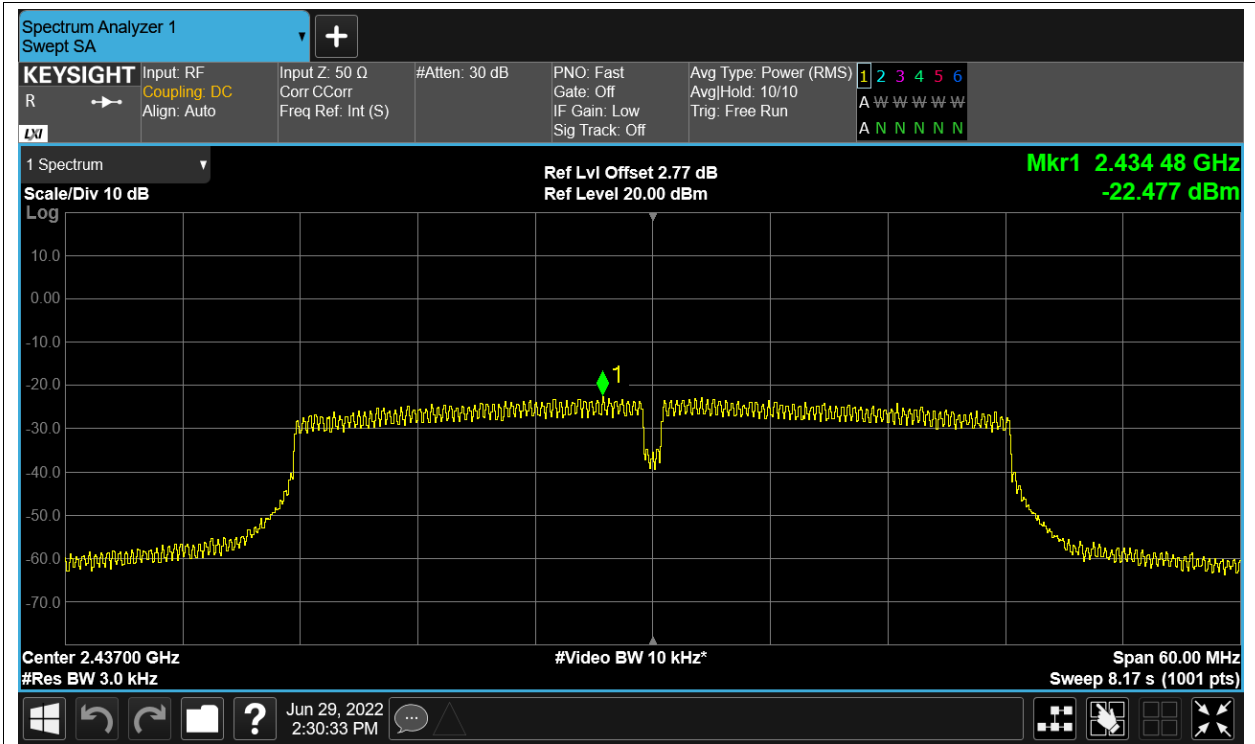 Spectrum Analyzer 1
Swept SA
+
KEYSIGHT
R
LXI
Input: RF
Coupling: DC
Align: Auto
Input Z: 50 Ω
Corr CCorr
Freq Ref: Int (S)
#Atten: 30 dB
PNO: Fast
Gate: Off
IF Gain: Low
Sig Track: Off
Avg Type: Power (RMS)
Avg|Hold: 10/10
Trig: Free Run
1 2 3 4 5 6
A W W W W W
A N N N N N
1 Spectrum
Scale/Div 10 dB
Log
Ref Lvl Offset 2.77 dB
Ref Level 20.00 dBm
Mkr1 2.434 48 GHz
-22.477 dBm
10.0
0.00
-10.0
-20.0
-30.0
-40.0
-50.0
-60.0
-70.0
1
Center 2.43700 GHz
#Res BW 3.0 kHz
#Video BW 10 kHz*
Span 60.00 MHz
Sweep 8.17 s (1001 pts)
?
Jun 29, 2022
2:30:33 PM